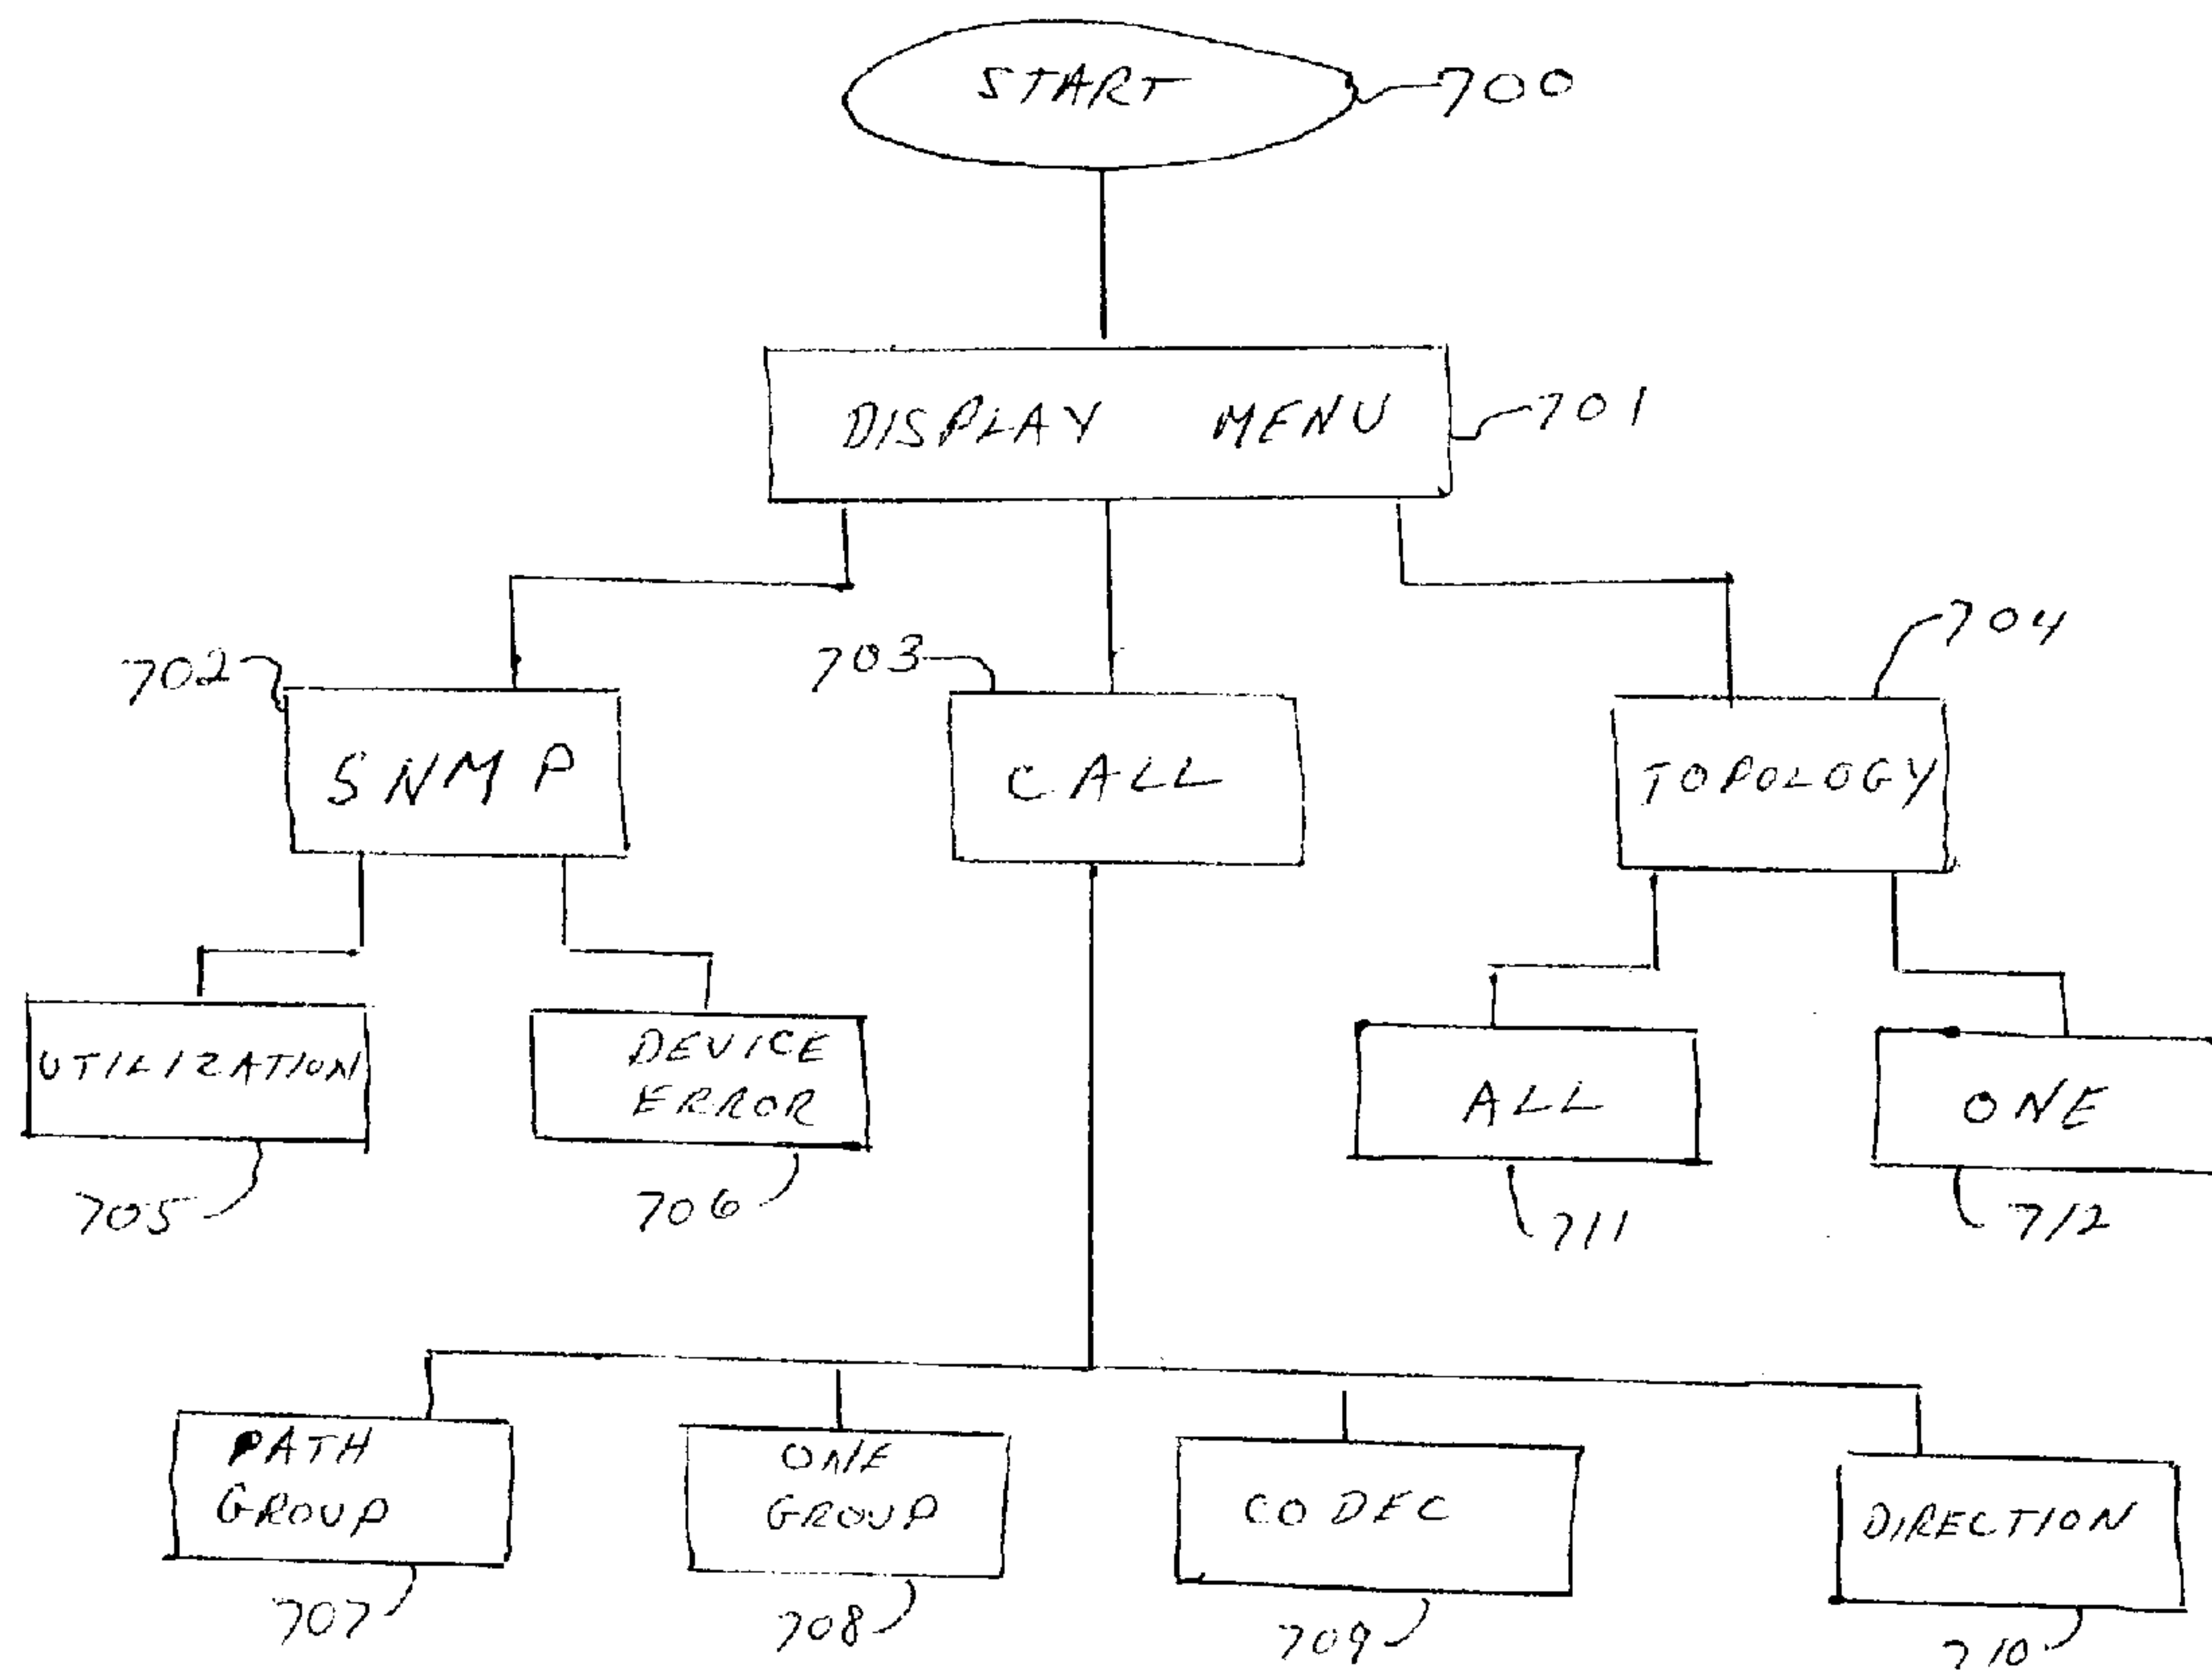 START
700
DISPLAY MENU
701
702
703
704
SNMP
CALL
TOPOLOGY
UTILIZATION
DEVICE
ERROR
ALL
ONE
705
706
711
712
PATH
GROUP
ONE
GROUP
CODEC
DIRECTION
707
708
709
710